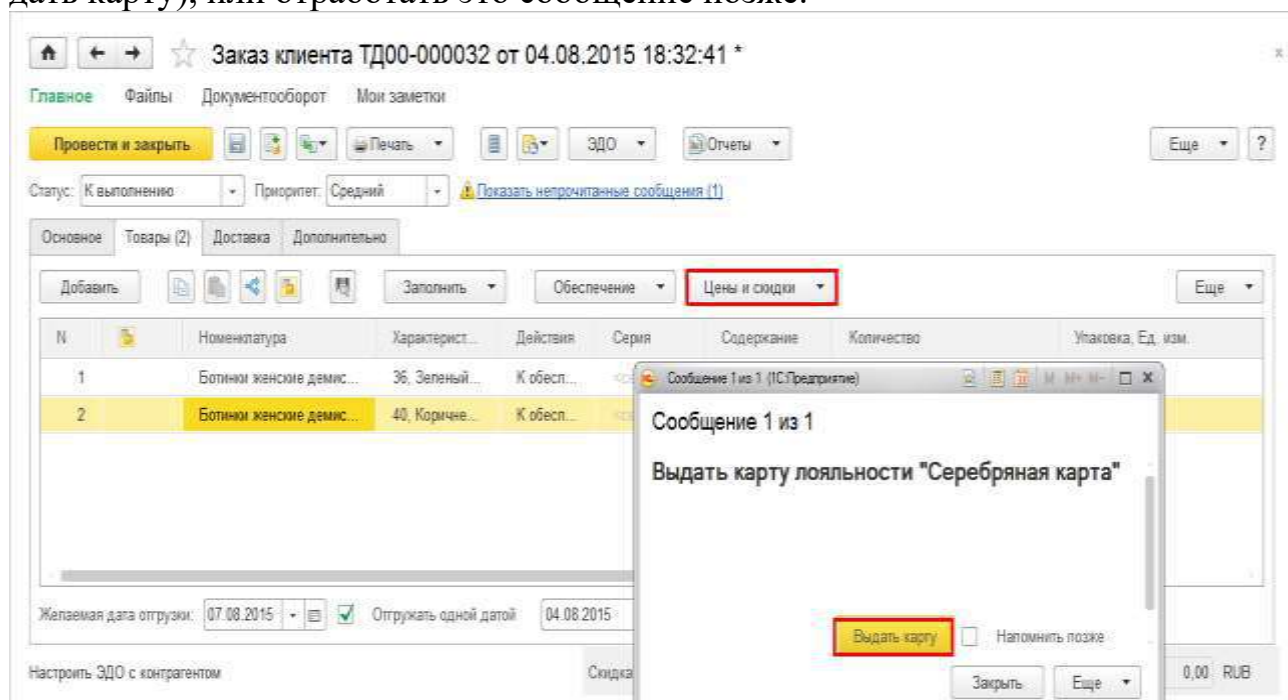 дать карту), или отработать это сообщение позже.
Заказ клиента ТД00-000032 от 04.08.2015 18:32:41 *
Главное Файлы Документооборот Мои заметки
Провести и закрыть Печать ЭДО Отчеты Еще ?
Статус: К выполнению Приоритет: Средний Показать непрочитанные сообщения (1)
Основное Товары (2) Доставка Дополнительно
Добавить Заполнить Обеспечение Цены и скидки Еще
N Номенклатура Характерист... Действия Серия Содержание Количество Упаковка, Ед. изм.
1 Ботинки женские демис... 36, Зеленый... К обесп...
2 Ботинки женские демис... 40, Коричне... К обесп...
Сообщение 1 из 1 (1С:Предприятие) M M+ M-
Сообщение 1 из 1
Выдать карту лояльности "Серебряная карта"
Выдать карту Напомнить позже
Закрыть Еще
Желаемая дата отгрузки: 07.08.2015 Отгружать одной датой 04.08.2015
Настроить ЭДО с контрагентом Скидка 0,00 RUB